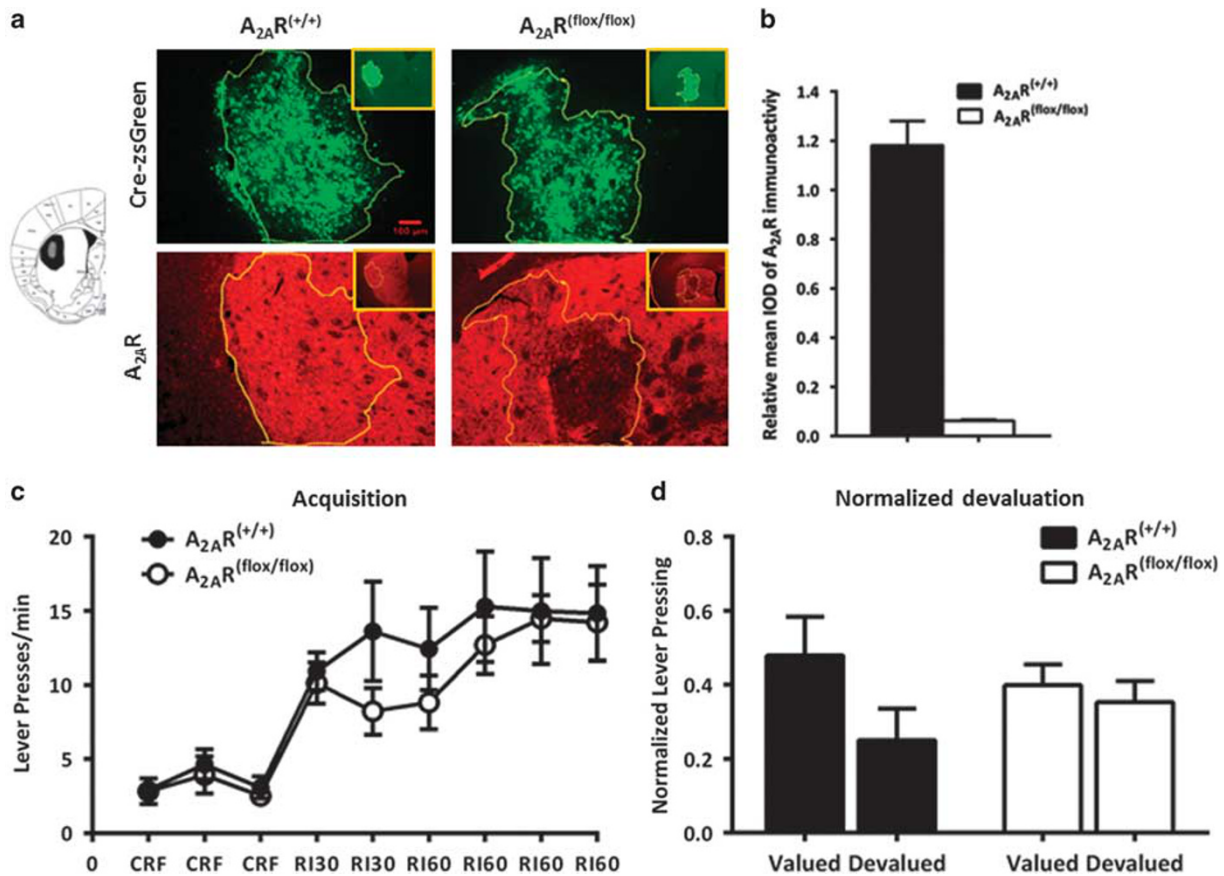 a
A2AR(+/+)
A2AR(flox/flox)
Cre-zsGreen
100 µm
A2AR
b
Relative mean IOD of A2AR immunoactiviy
A2AR(+/+)
A2AR(flox/flox)
1.4
1.2
1.0
0.8
0.6
0.4
0.2
0.0
c
Acquisition
Lever Presses/min
A2AR(+/+)
A2AR(flox/flox)
20
15
10
5
0
0 CRF CRF CRF RI30 RI30 RI60 RI60 RI60 RI60
d
Normalized devaluation
Normalized Lever Pressing
A2AR(+/+)
A2AR(flox/flox)
0.8
0.6
0.4
0.2
0.0
Valued Devalued Valued Devalued